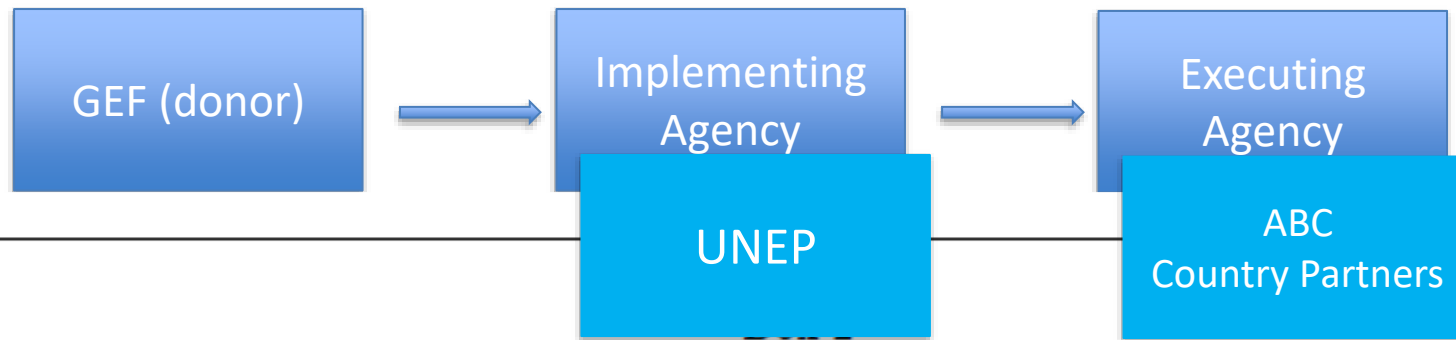 GEF (donor)
Implementing
Agency
Executing
Agency
UNEP
ABC
Country Partners